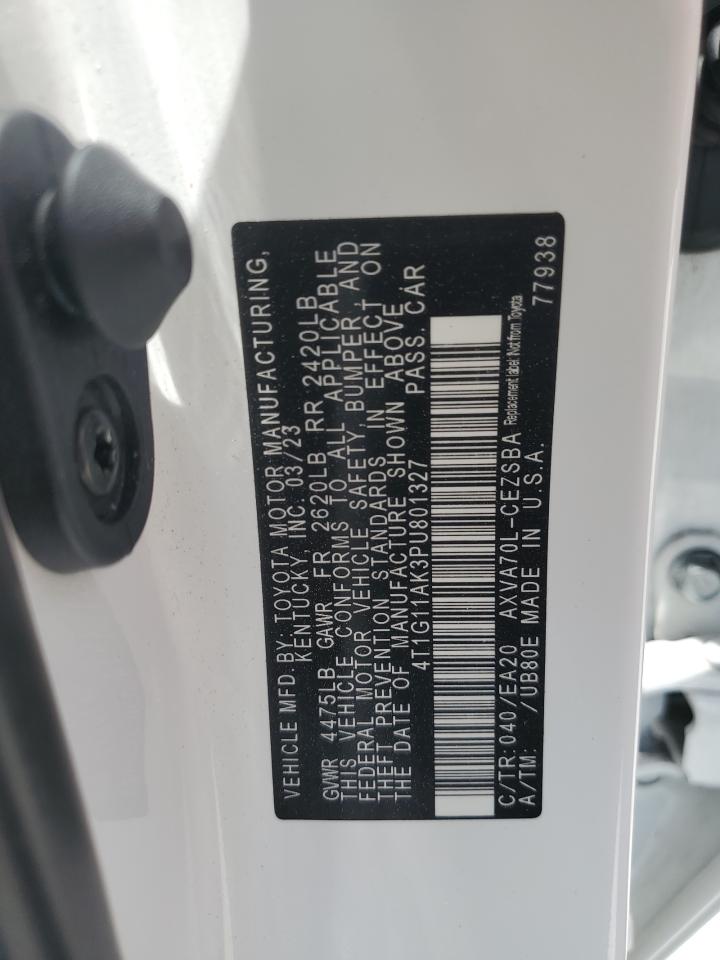 VEHICLE MFD.BY: TOYOTA MOTOR MANUFACTURING,
KENTUCKY INC. 03/23
GVWR 4475LB GAWR FR 2620LB RR 2420LB
THIS VEHICLE CONFORMS TO ALL APPLICABLE
FEDERAL MOTOR VEHICLE SAFETY, BUMPER, AND
THEFT PREVENTION STANDARDS IN EFFECT ON
THE DATE OF MANUFACTURE SHOWN ABOVE
4T1G11AK3PU801327 PASS. CAR
C/TR: 040/EA20 AXVA70L-CEZSBA Replacement label: Not from Toyota
A/TM: /UB80E MADE IN U.S.A. 77938